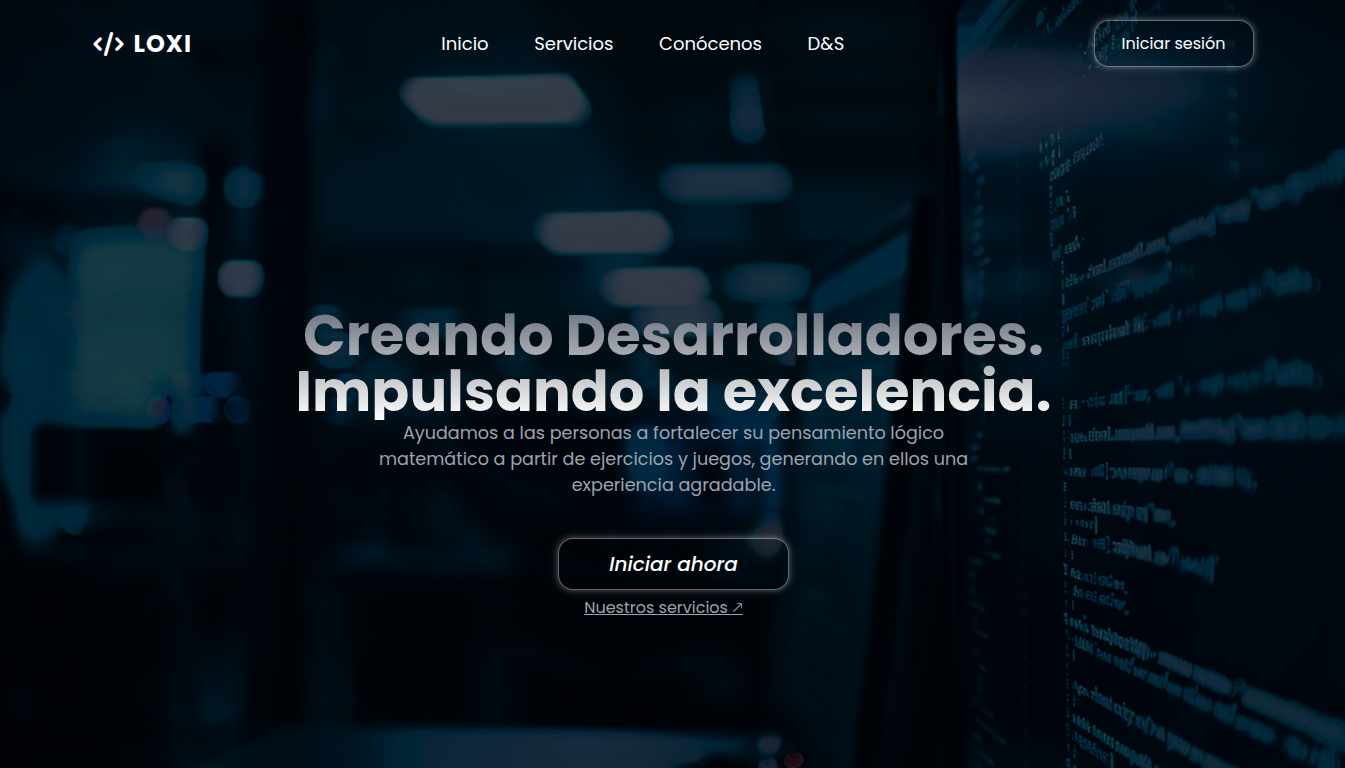 </> LOXI
Inicio Servicios Conócenos D&S
Iniciar sesión
Creando Desarrolladores.
Impulsando la excelencia.
Ayudamos a las personas a fortalecer su pensamiento lógico
matemático a partir de ejercicios y juegos, generando en ellos una
experiencia agradable.
Iniciar ahora
Nuestros servicios ↗